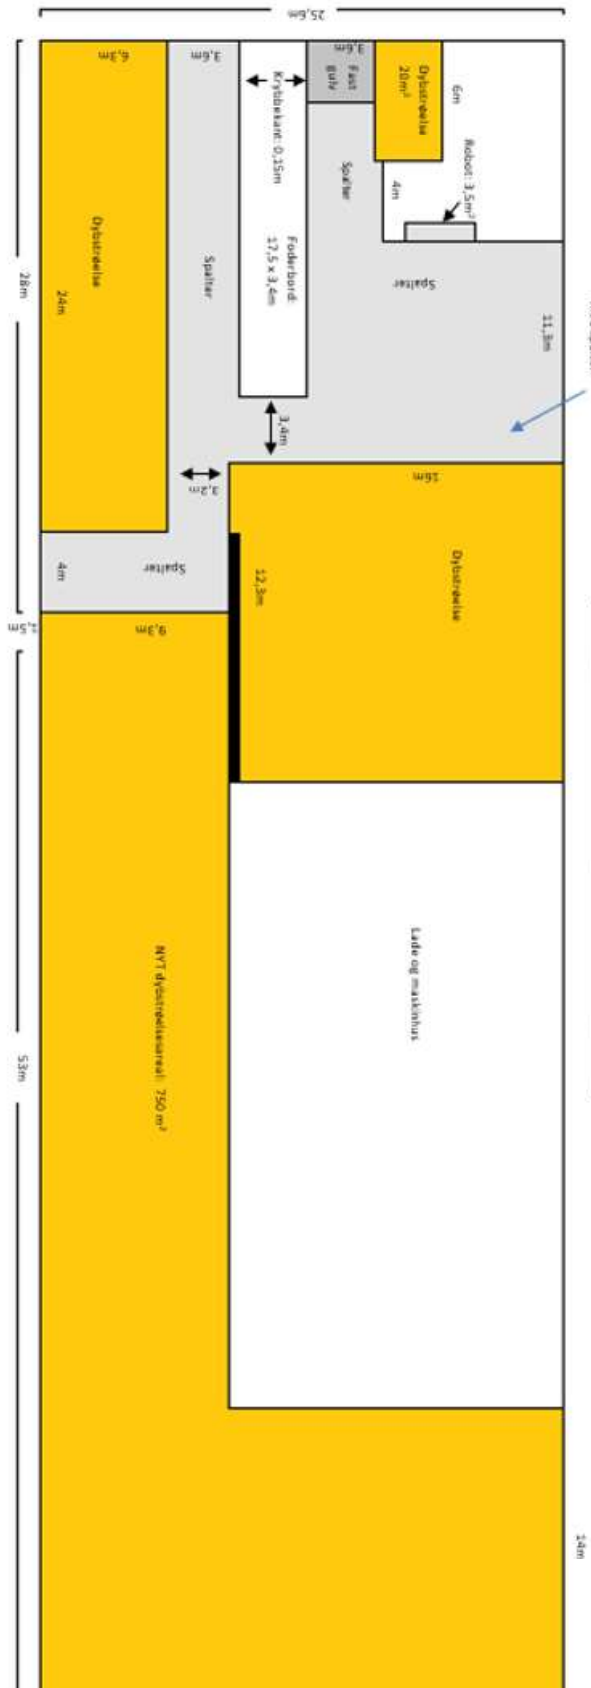 25,6m
6,3m
3,6m
3,6m
Fast
gulv
Dybstrøelse
20m²
6m
Krybbekant: 0,15m
Robot: 3,5m²
Spalter
4m
Foderbord:
17,5 x 3,4m
Dybstrøelse
24m
Spalter
Spalter
11,3m
28m
3,4m
3,2m
16m
Spalter
4m
12,3m
Dybstrøelse
9,3m
NYT dybstrøelsesareal: 750 m²
Lade og maskinhus
53m
14m